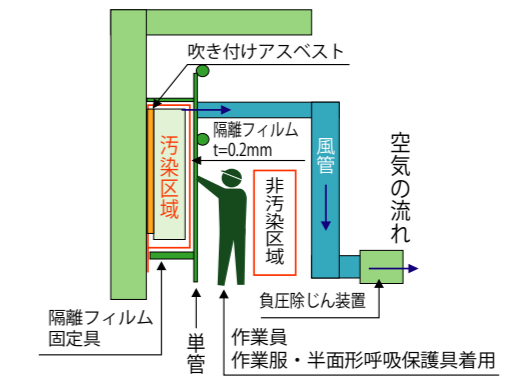 吹き付けアスベスト
隔離フィルム
t=0.2mm
汚染区域
非汚染区域
風管
空気の流れ
負圧除じん装置
隔離フィルム
固定具
単管
作業員
作業服・半面形呼吸保護具着用